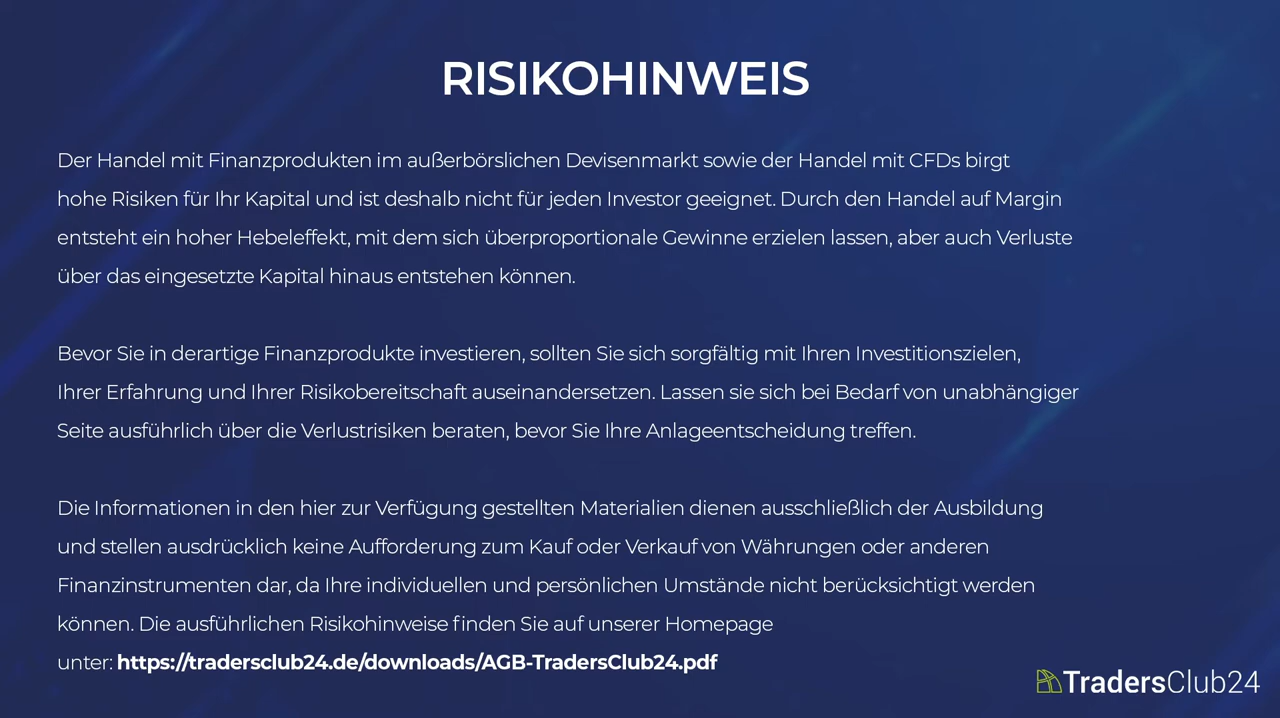 RISIKOHINWEIS
Der Handel mit Finanzprodukten im außerbörslichen Devisenmarkt sowie der Handel mit CFDs birgt
hohe Risiken für Ihr Kapital und ist deshalb nicht für jeden Investor geeignet. Durch den Handel auf Margin
entsteht ein hoher Hebeleffekt, mit dem sich überproportionale Gewinne erzielen lassen, aber auch Verluste
über das eingesetzte Kapital hinaus entstehen können.
Bevor Sie in derartige Finanzprodukte investieren, sollten Sie sich sorgfältig mit Ihren Investitionszielen,
Ihrer Erfahrung und Ihrer Risikobereitschaft auseinandersetzen. Lassen sie sich bei Bedarf von unabhängiger
Seite ausführlich über die Verlustrisiken beraten, bevor Sie Ihre Anlageentscheidung treffen.
Die Informationen in den hier zur Verfügung gestellten Materialien dienen ausschließlich der Ausbildung
und stellen ausdrücklich keine Aufforderung zum Kauf oder Verkauf von Währungen oder anderen
Finanzinstrumenten dar, da Ihre individuellen und persönlichen Umstände nicht berücksichtigt werden
können. Die ausführlichen Risikohinweise finden Sie auf unserer Homepage
unter: https://tradersclub24.de/downloads/AGB-TradersClub24.pdf
TradersClub24